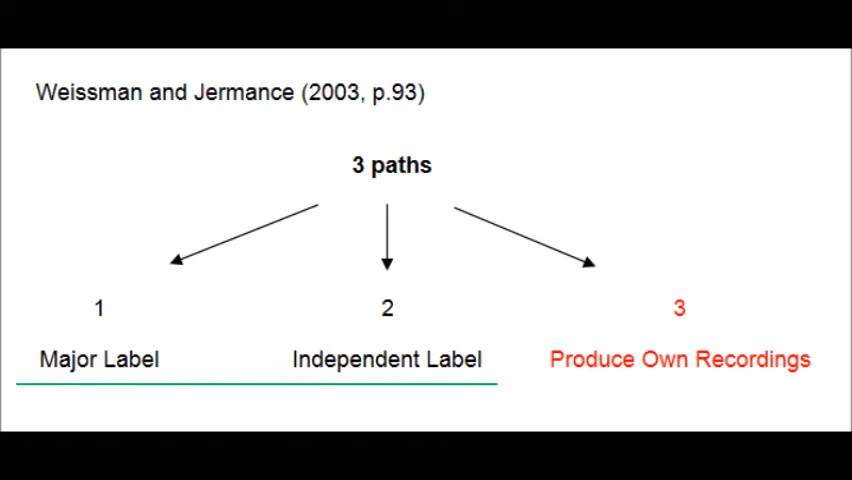 Weissman and Jermance (2003, p.93)
3 paths
1 2 3
Major Label Independent Label Produce Own Recordings